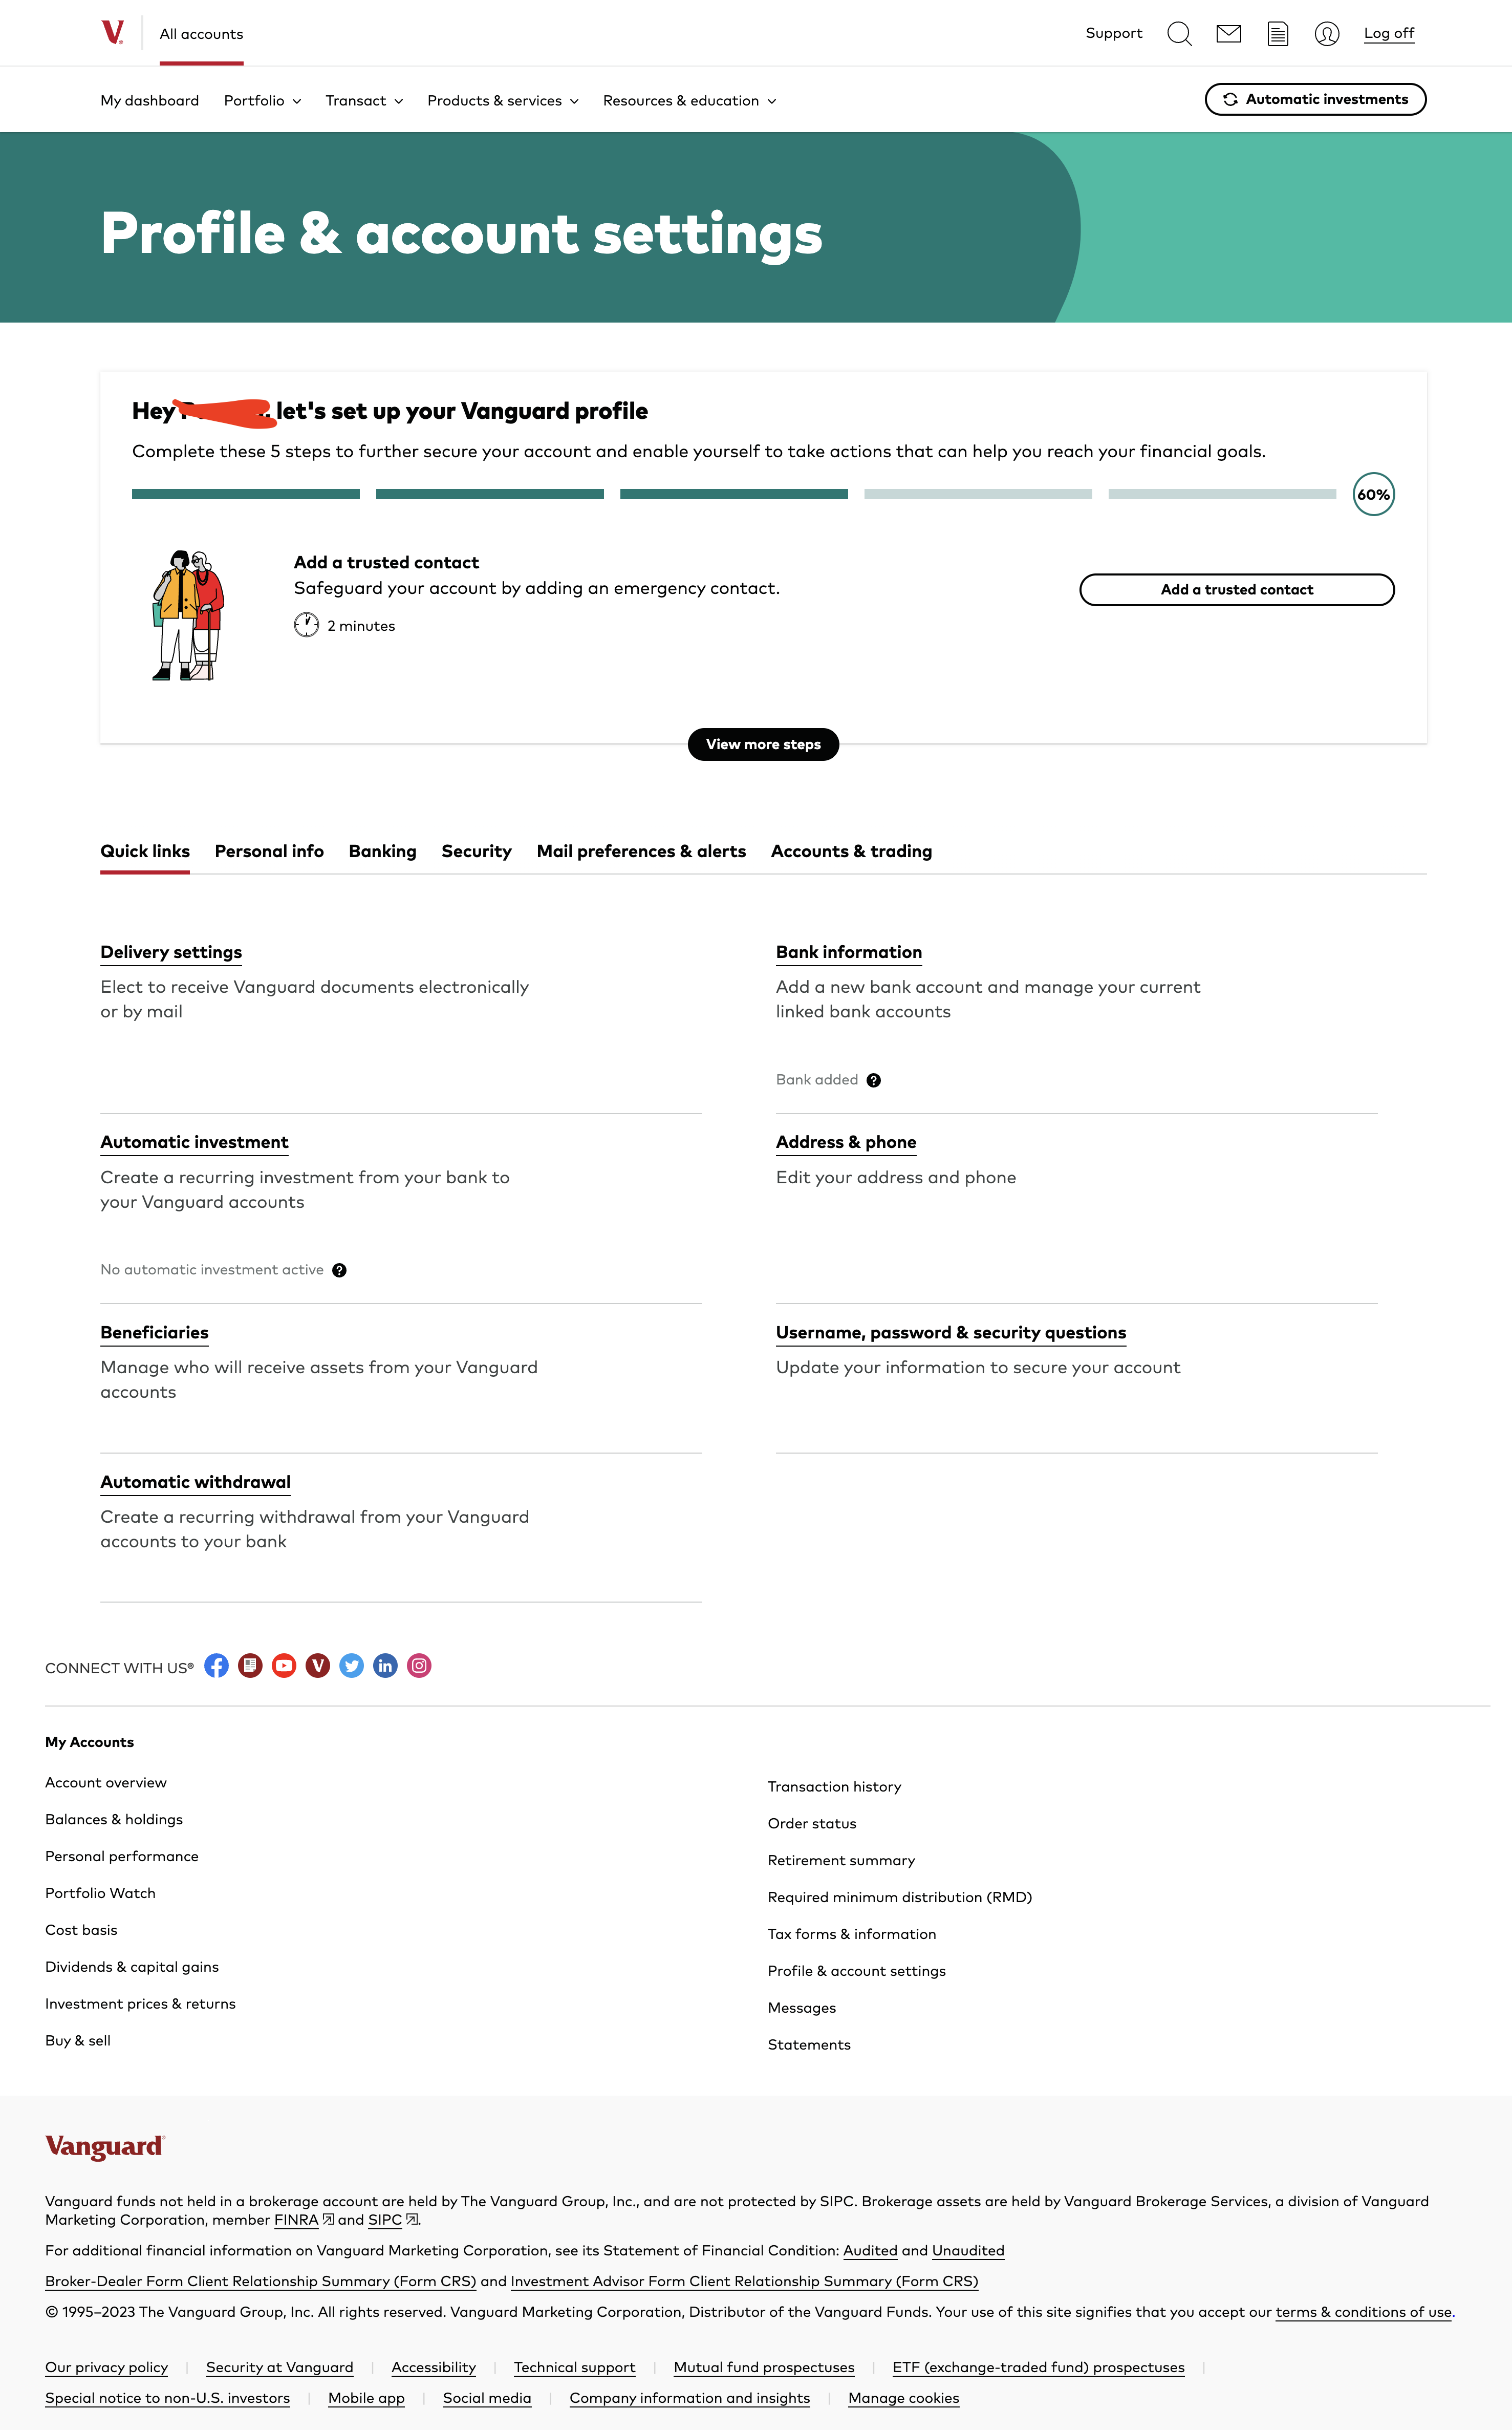 All accounts
Support
Log off
My dashboard
Portfolio
Transact
Products & services
Resources & education
Automatic investments
Profile & account settings
Hey let's set up your Vanguard profile
Complete these 5 steps to further secure your account and enable yourself to take actions that can help you reach your financial goals.
60%
Add a trusted contact
Safeguard your account by adding an emergency contact.
2 minutes
Add a trusted contact
View more steps
Quick links
Personal info
Banking
Security
Mail preferences & alerts
Accounts & trading
Delivery settings
Elect to receive Vanguard documents electronically
or by mail
Bank information
Add a new bank account and manage your current
linked bank accounts
Bank added
Automatic investment
Create a recurring investment from your bank to
your Vanguard accounts
No automatic investment active
Address & phone
Edit your address and phone
Beneficiaries
Manage who will receive assets from your Vanguard
accounts
Username, password & security questions
Update your information to secure your account
Automatic withdrawal
Create a recurring withdrawal from your Vanguard
accounts to your bank
CONNECT WITH US®
My Accounts
Account overview
Balances & holdings
Personal performance
Portfolio Watch
Cost basis
Dividends & capital gains
Investment prices & returns
Buy & sell
Transaction history
Order status
Retirement summary
Required minimum distribution (RMD)
Tax forms & information
Profile & account settings
Messages
Statements
Vanguard®
Vanguard funds not held in a brokerage account are held by The Vanguard Group, Inc., and are not protected by SIPC. Brokerage assets are held by Vanguard Brokerage Services, a division of Vanguard
Marketing Corporation, member FINRA and SIPC.
For additional financial information on Vanguard Marketing Corporation, see its Statement of Financial Condition: Audited and Unaudited
Broker-Dealer Form Client Relationship Summary (Form CRS) and Investment Advisor Form Client Relationship Summary (Form CRS)
© 1995–2023 The Vanguard Group, Inc. All rights reserved. Vanguard Marketing Corporation, Distributor of the Vanguard Funds. Your use of this site signifies that you accept our terms & conditions of use.
Our privacy policy | Security at Vanguard | Accessibility | Technical support | Mutual fund prospectuses | ETF (exchange-traded fund) prospectuses |
Special notice to non-U.S. investors | Mobile app | Social media | Company information and insights | Manage cookies